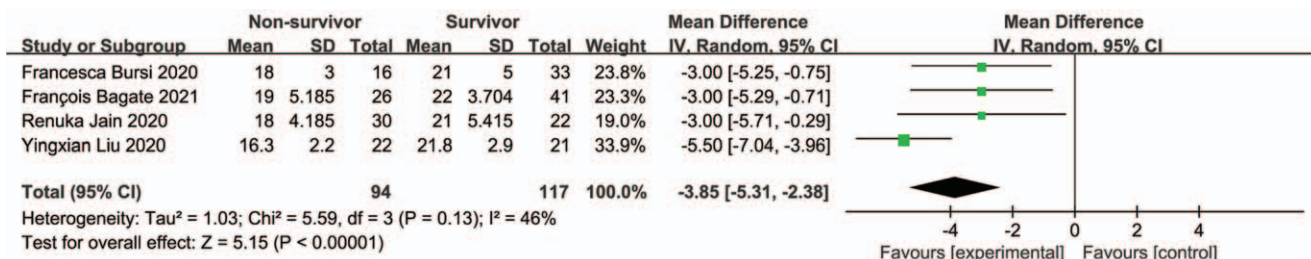 Non-survivor Survivor Mean Difference Mean Difference
Study or Subgroup Mean SD Total Mean SD Total Weight IV, Random, 95% CI IV, Random, 95% CI
Francesca Bursi 2020 18 3 16 21 5 33 23.8% -3.00 [-5.25, -0.75]
François Bagate 2021 19 5.185 26 22 3.704 41 23.3% -3.00 [-5.29, -0.71]
Renuka Jain 2020 18 4.185 30 21 5.415 22 19.0% -3.00 [-5.71, -0.29]
Yingxian Liu 2020 16.3 2.2 22 21.8 2.9 21 33.9% -5.50 [-7.04, -3.96]
Total (95% CI) 94 117 100.0% -3.85 [-5.31, -2.38]
Heterogeneity: Tau² = 1.03; Chi² = 5.59, df = 3 (P = 0.13); I² = 46%
Test for overall effect: Z = 5.15 (P < 0.00001)
-4 -2 0 2 4
Favours [experimental] Favours [control]